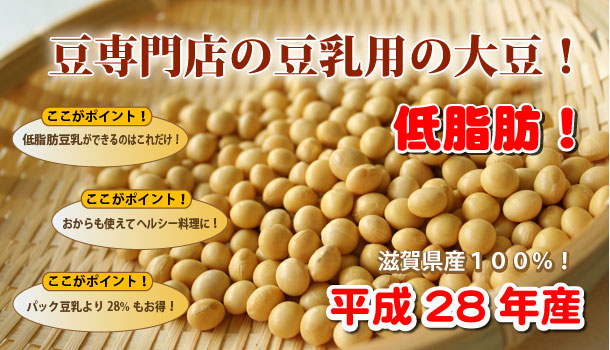 豆専門店の豆乳用の大豆！
ここがポイント！
低脂肪豆乳ができるのはこれだけ！
低脂肪！
ここがポイント！
おからも使えてヘルシー料理に！
滋賀県産１００％！
ここがポイント！
パック豆乳より28%もお得！
平成28年産